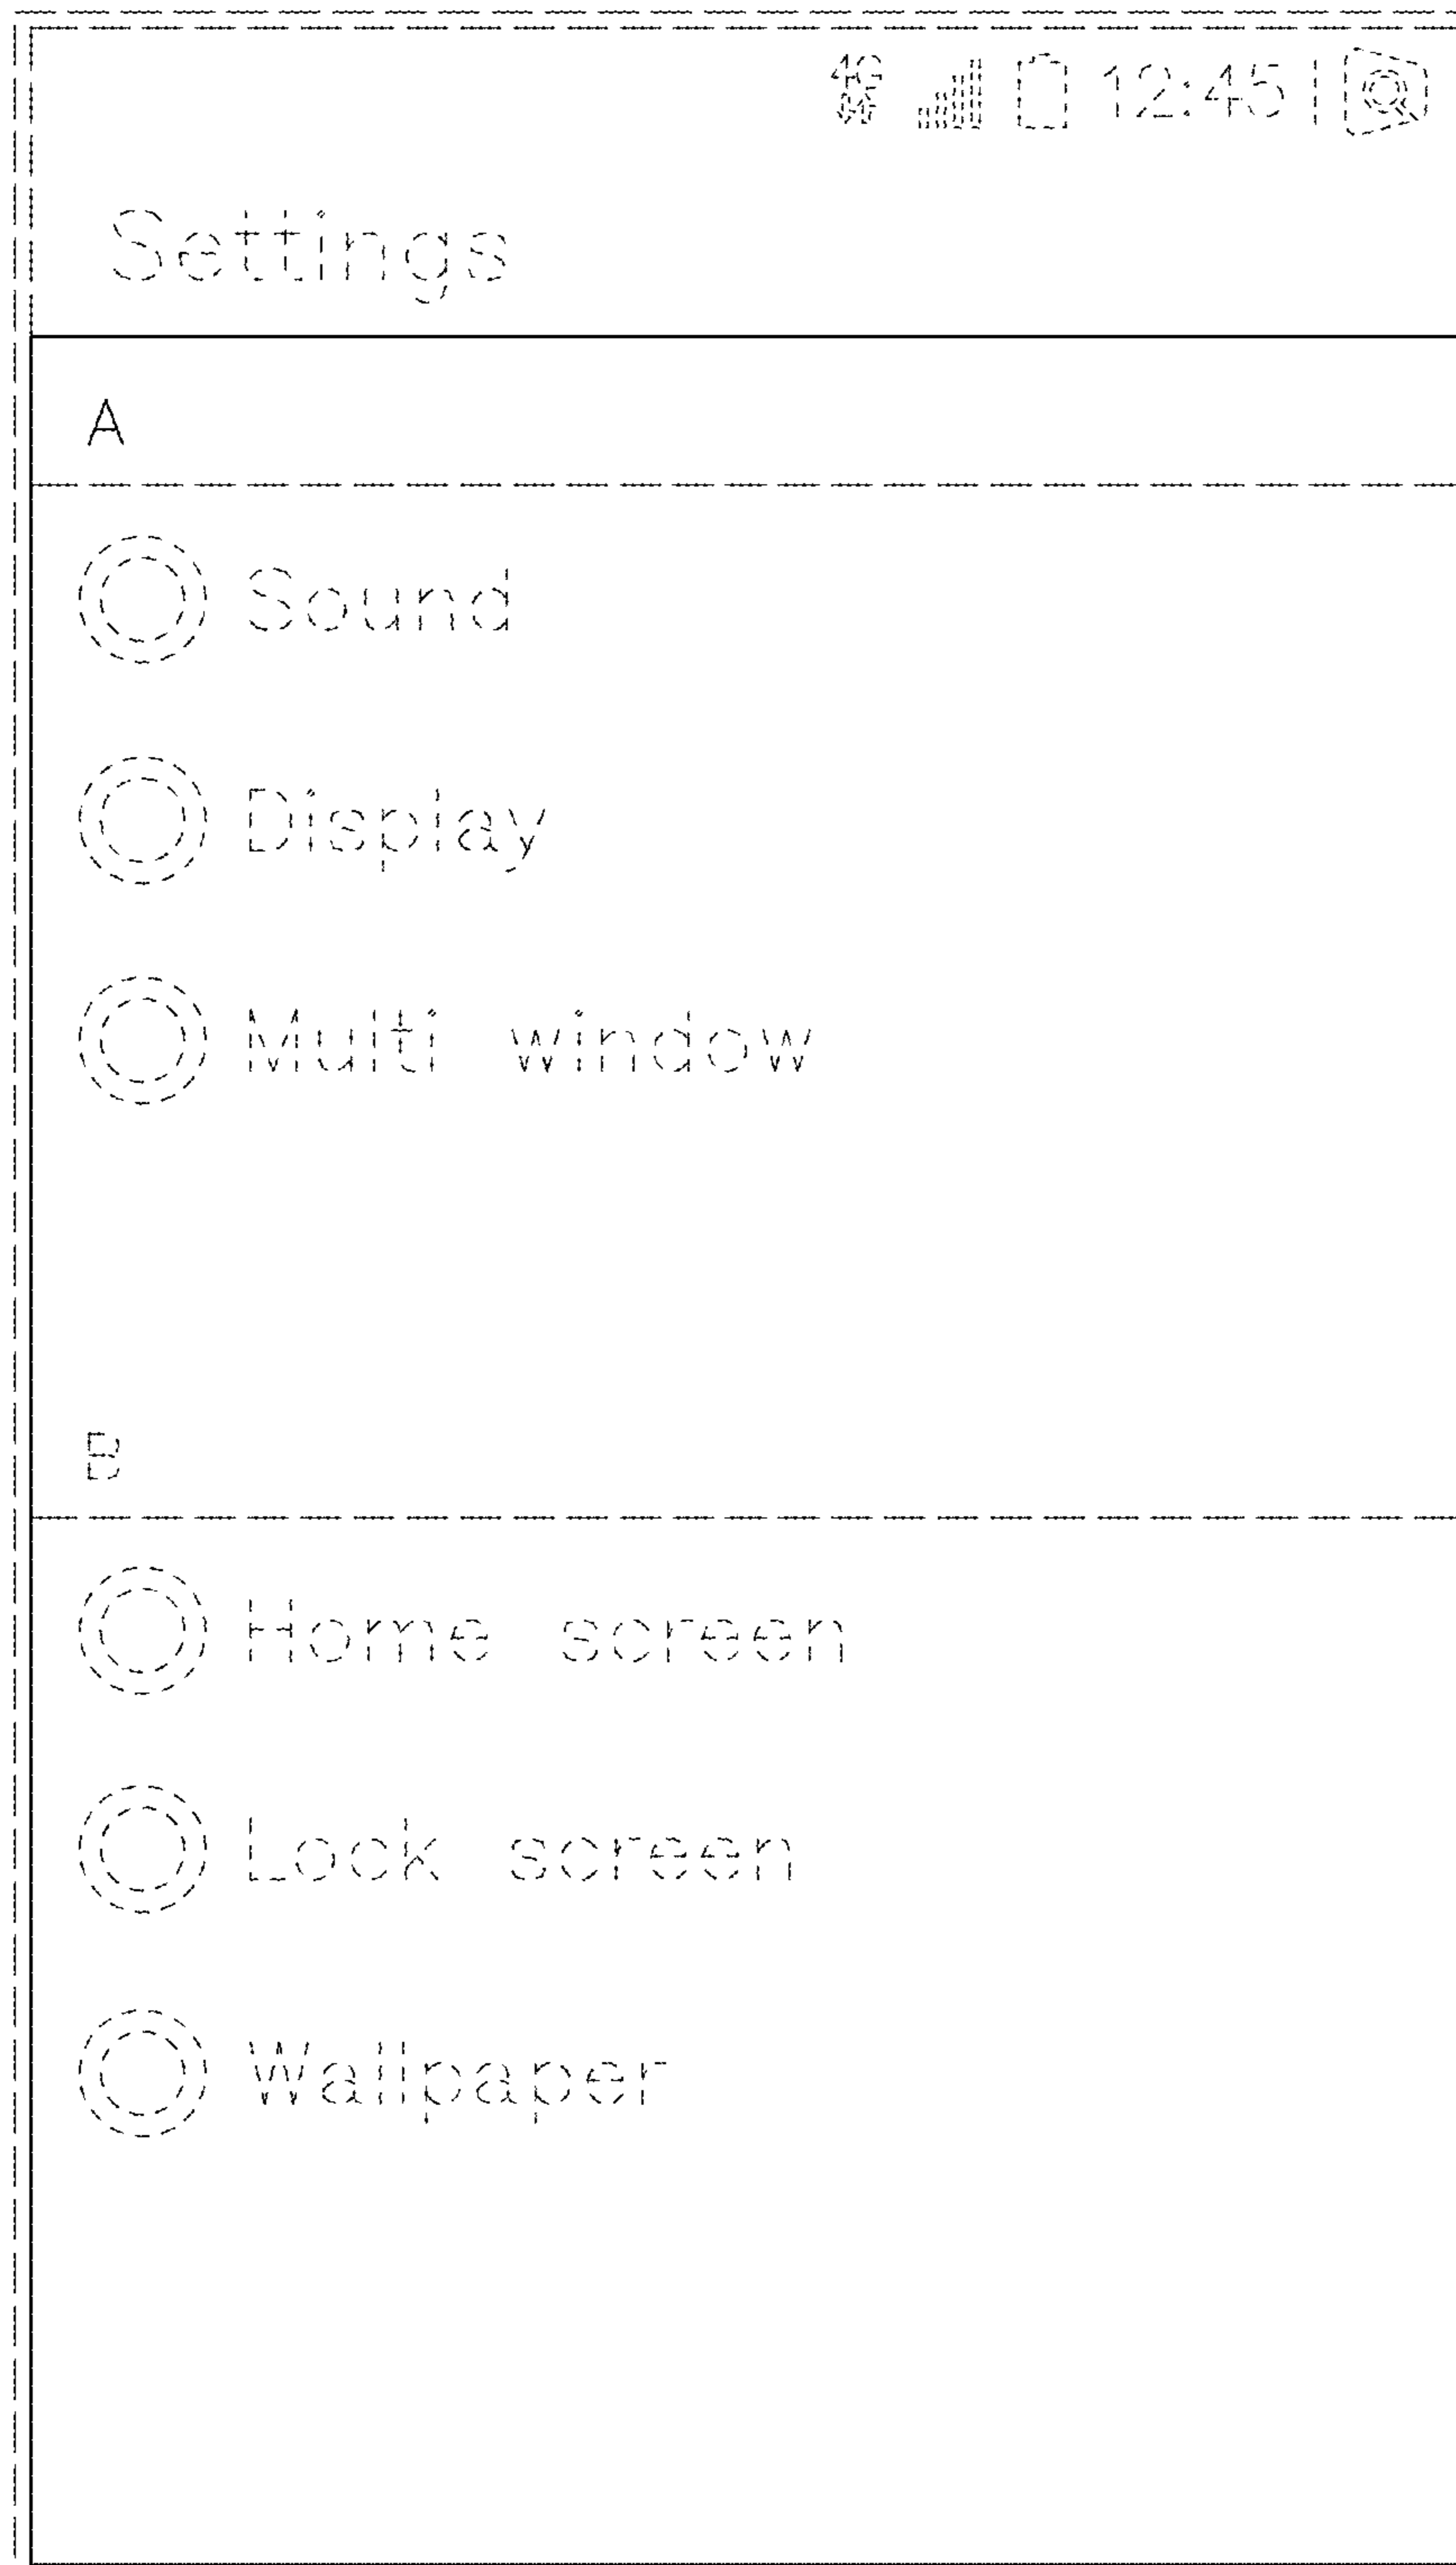 4G 12:45
Settings
A
Sound
Display
Multi window
B
Home screen
Lock screen
Wallpaper